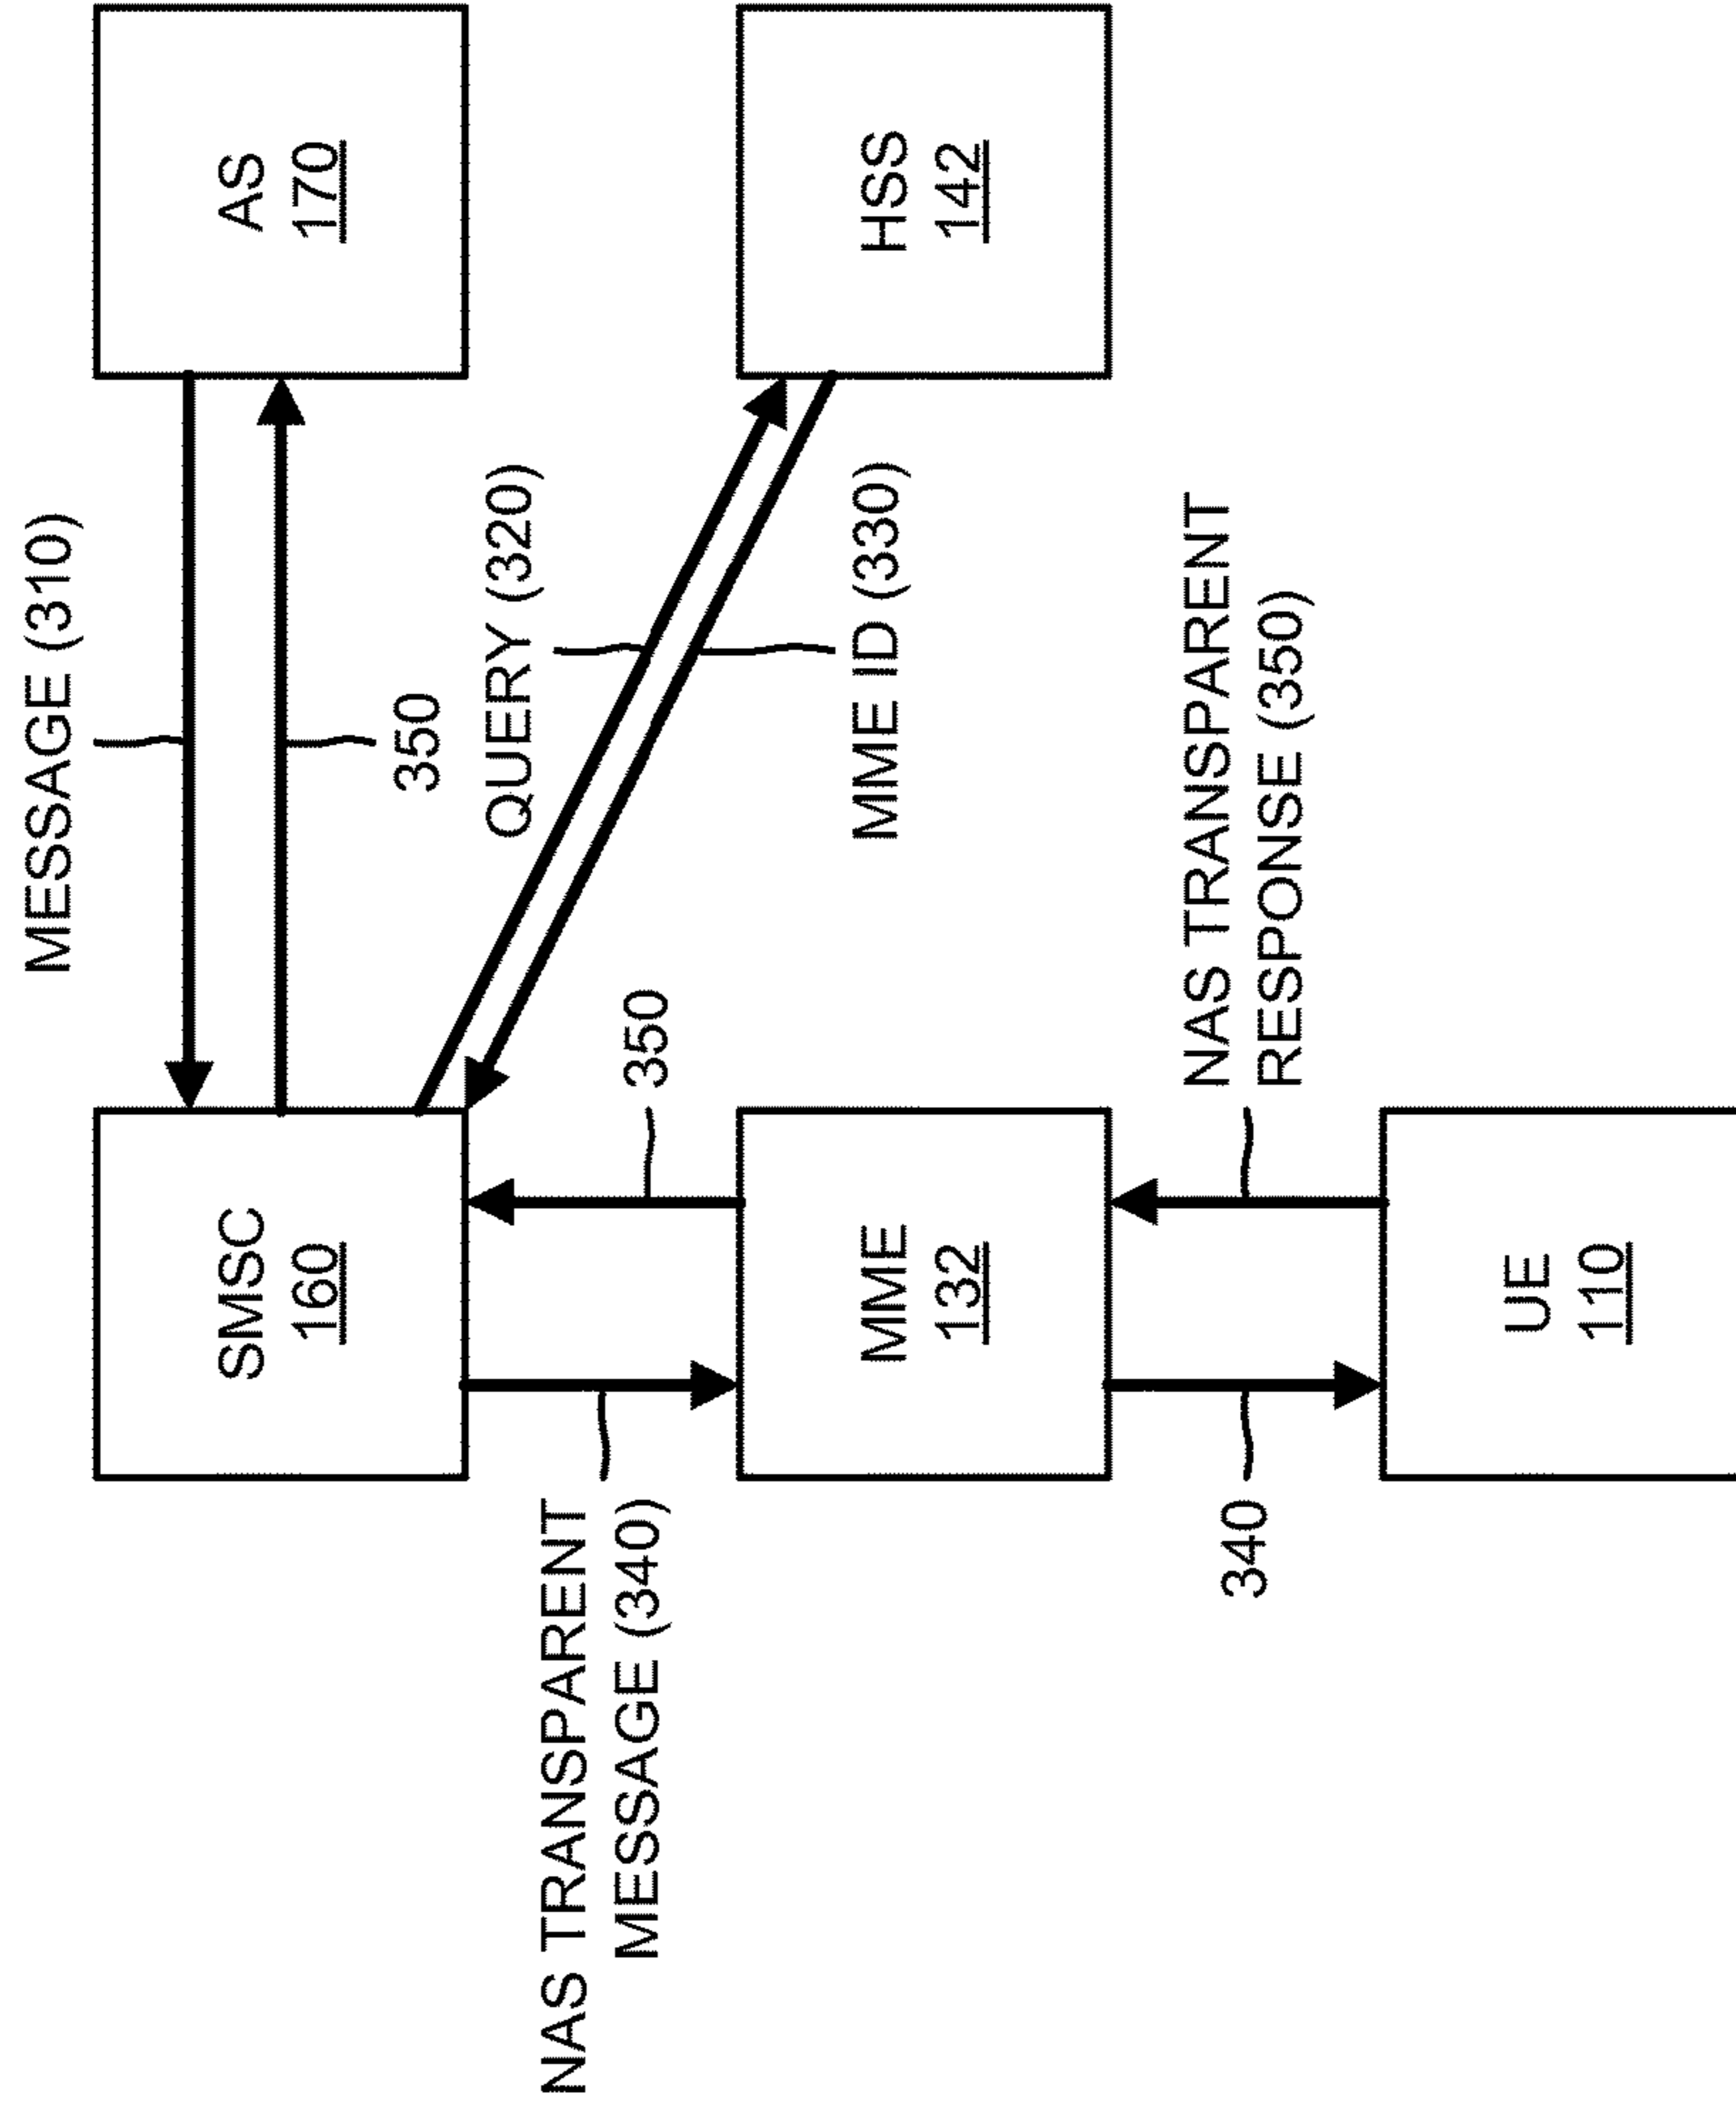 MESSAGE (310)
SMSC
160
AS
170
350
QUERY (320)
NAS TRANSPARENT
MESSAGE (340)
350
MME ID (330)
MME
132
HSS
142
NAS TRANSPARENT
RESPONSE (350)
340
UE
110